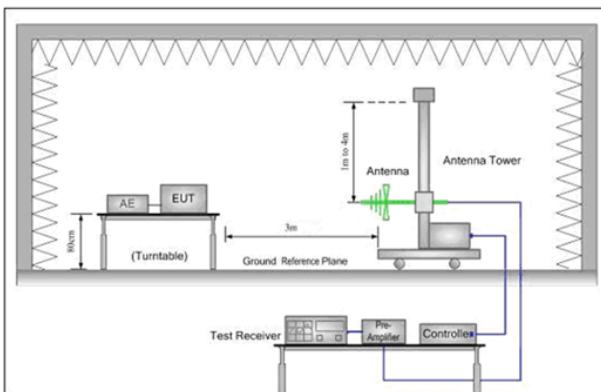 1m to 4m
Antenna
Antenna Tower
AE
EUT
80cm
(Turntable)
3m
Ground Reference Plane
Test Receiver
Pre-
Amplifier
Controller